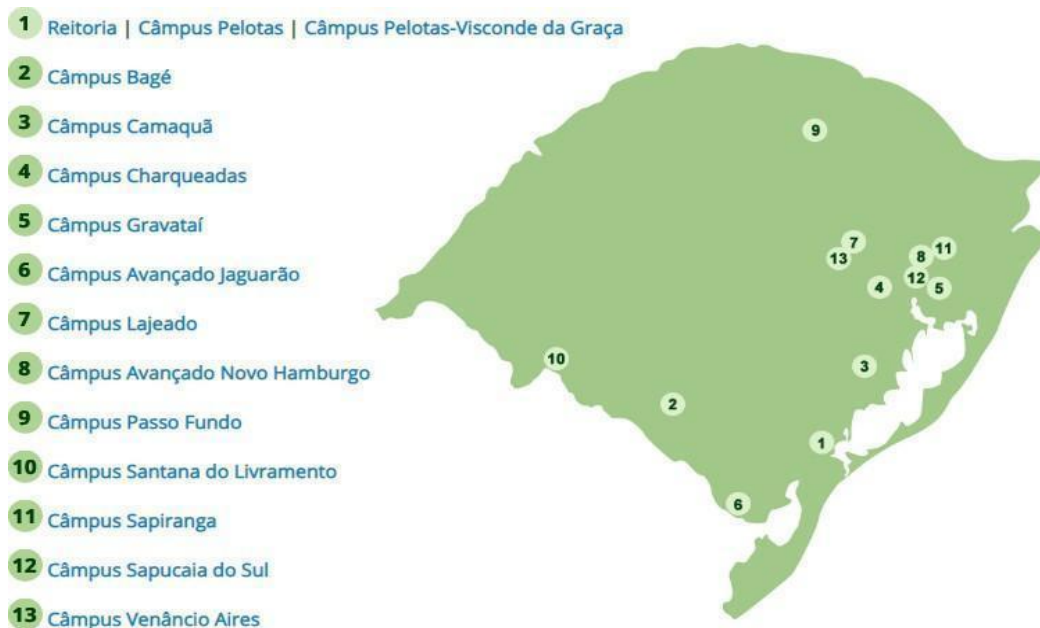 1 Reitoria | Câmpus Pelotas | Câmpus Pelotas-Visconde da Graça
2 Câmpus Bagé
3 Câmpus Camaquã
4 Câmpus Charqueadas
5 Câmpus Gravataí
6 Câmpus Avançado Jaguarão
7 Câmpus Lajeado
8 Câmpus Avançado Novo Hamburgo
9 Câmpus Passo Fundo
10 Câmpus Santana do Livramento
11 Câmpus Sapiranga
12 Câmpus Sapucaia do Sul
13 Câmpus Venâncio Aires
9
7
11
13
8
12
4
5
10
3
2
1
6